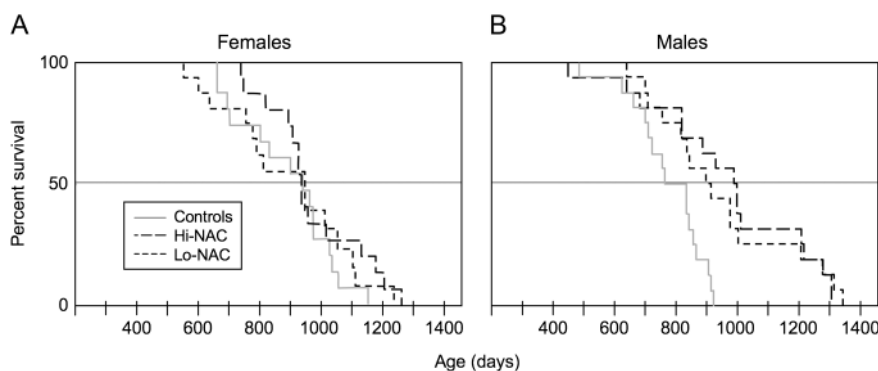 A
Females
B
Males
Percent survival
100
50
0
Controls
Hi-NAC
Lo-NAC
400 600 800 1000 1200 1400
200 400 600 800 1000 1200 1400
Age (days)